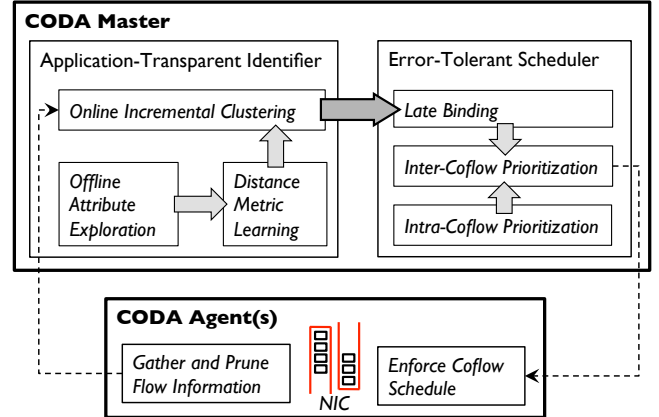 CODA Master
Application-Transparent Identifier
Online Incremental Clustering
Offline
Attribute
Exploration
Distance
Metric
Learning
Error-Tolerant Scheduler
Late Binding
Inter-Coflow Prioritization
Intra-Coflow Prioritization
CODA Agent(s)
Gather and Prune
Flow Information
NIC
Enforce Coflow
Schedule